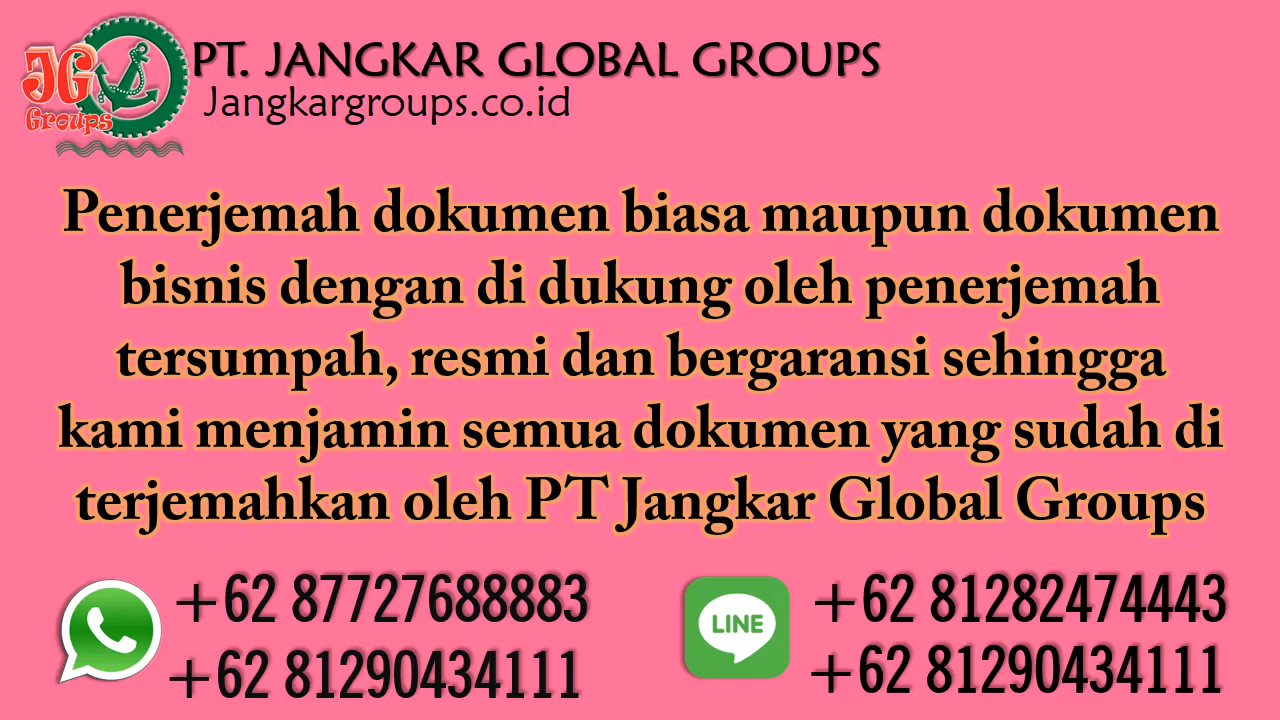 JG
Groups
PT. JANGKAR GLOBAL GROUPS
Jangkargroups.co.id
Penerjemah dokumen biasa maupun dokumen
bisnis dengan di dukung oleh penerjemah
tersumpah, resmi dan bergaransi sehingga
kami menjamin semua dokumen yang sudah di
terjemahkan oleh PT Jangkar Global Groups
+62 87727688883
+62 81290434111
LINE
+62 81282474443
+62 81290434111